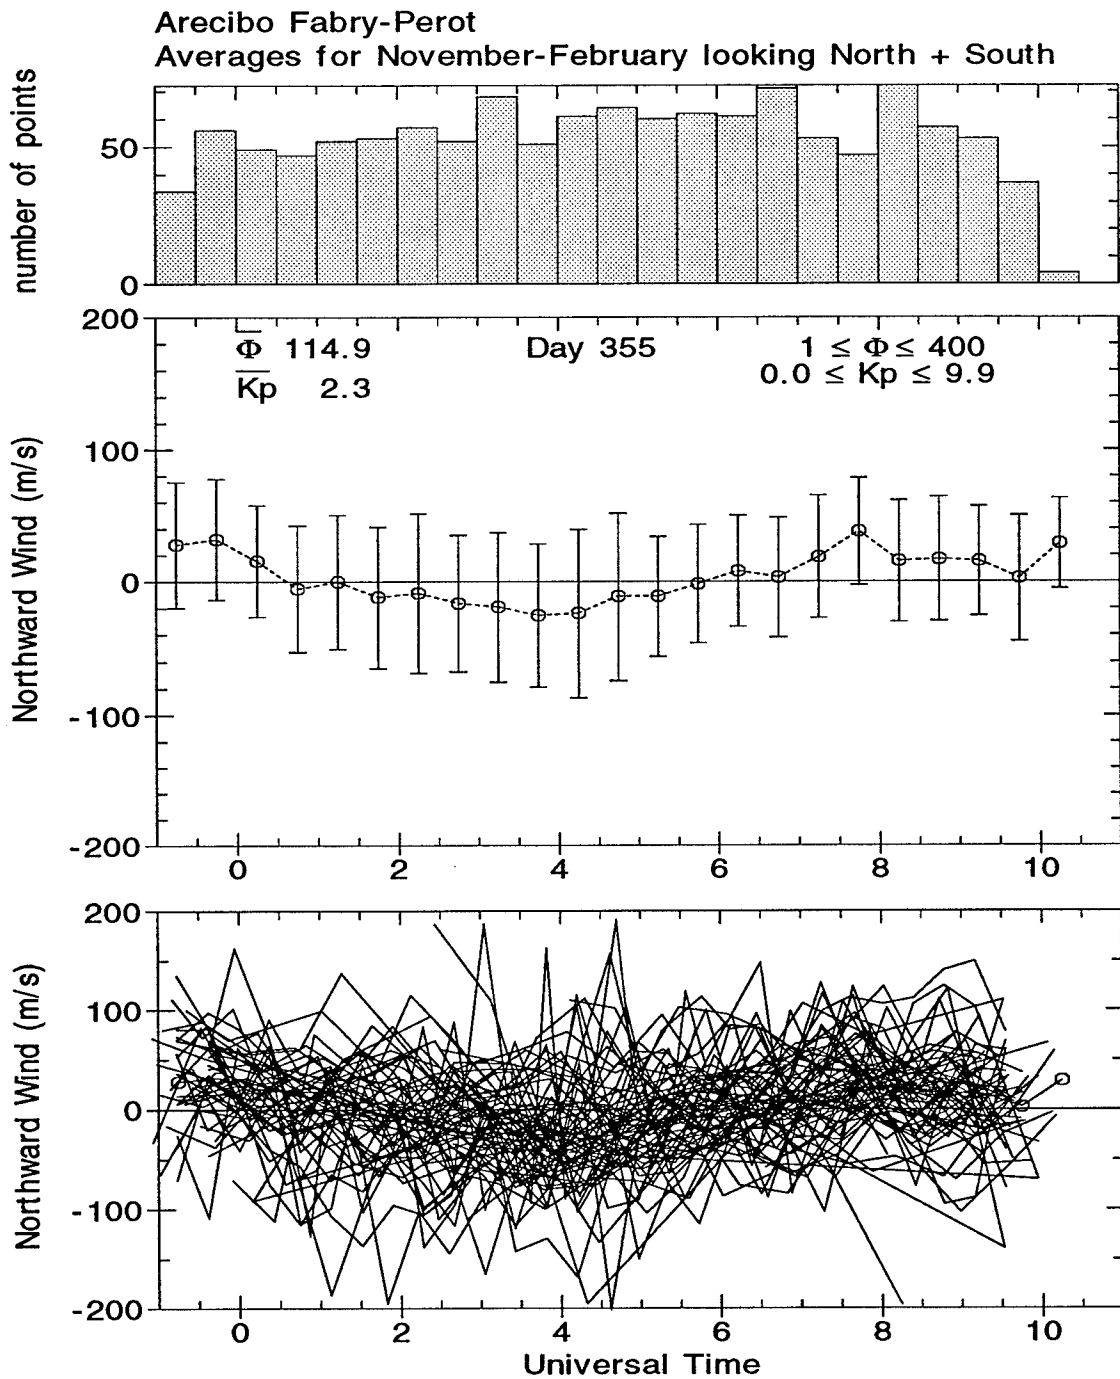 Arecibo Fabry-Perot
Averages for November-February looking North + South
number of points
50
0
200
100
0
-100
-200
Northward Wind (m/s)
Φ 114.9
Kp 2.3
Day 355
1 ≤ Φ ≤ 400
0.0 ≤ Kp ≤ 9.9
0 2 4 6 8 10
200
100
0
-100
-200
Northward Wind (m/s)
0 2 4 6 8 10
Universal Time